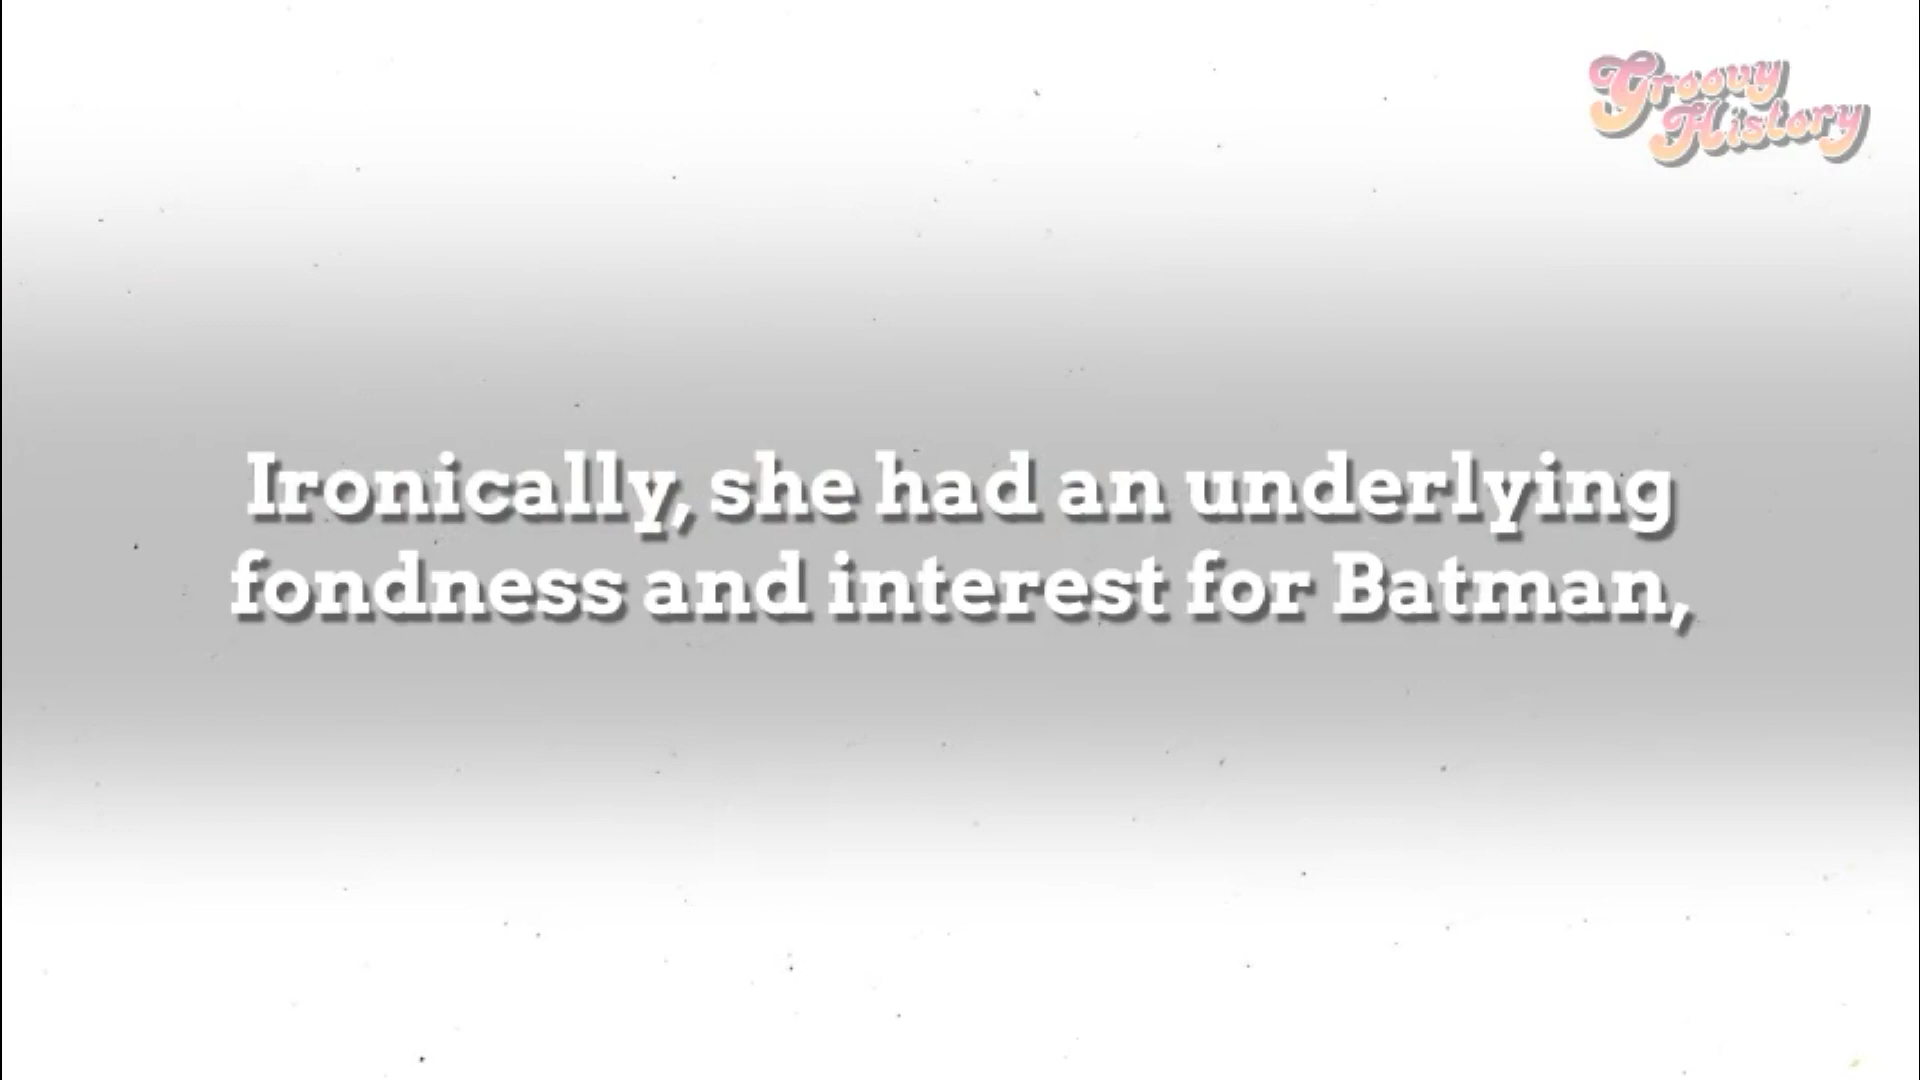 Groovy
History
Ironically, she had an underlying
fondness and interest for Batman,